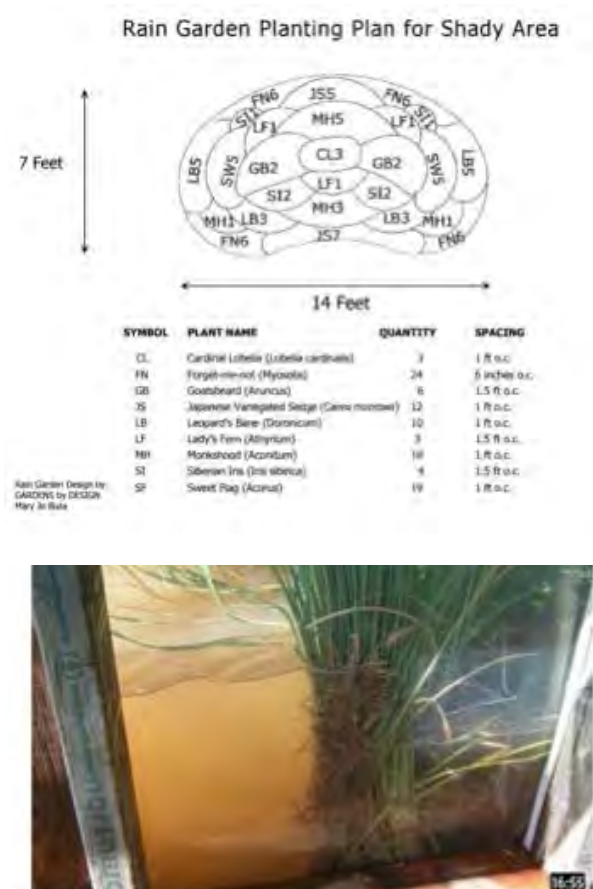 Rain Garden Planting Plan for Shady Area
FN6 JS5 FN6
SI1 SI1
LF1 MH5 LF1
LB5 SW5 GB2 CL3 GB2 SW5 LB5
LF1
SI2 SI2
MH3
MH1 LB3 LB3 MH1
FN6 JS7 FN6
7 Feet
14 Feet
SYMBOL PLANT NAME QUANTITY SPACING
CL Cardinal Lobelia (Lobelia cardinalis) 3 1 ft o.c.
FN Forget-me-not (Myosotis) 24 6 inches o.c.
GB Goatsbeard (Aruncus) 6 1.5 ft o.c.
JS Japanese Variegated Sedge (Carex morrowii) 12 1 ft o.c.
LB Leopard's Bane (Doronicum) 10 1 ft o.c.
LF Lady's Fern (Athyrium) 3 1.5 ft o.c.
MH Monkshood (Aconitum) 1 ft o.c.
SI Siberian Iris (Iris siberica) 4 1.5 ft o.c.
SF Sweet Flag (Acorus) 19 1 ft o.c.
Rain Garden Design by
GARDENS by DESIGN
Mary Jo
16:55